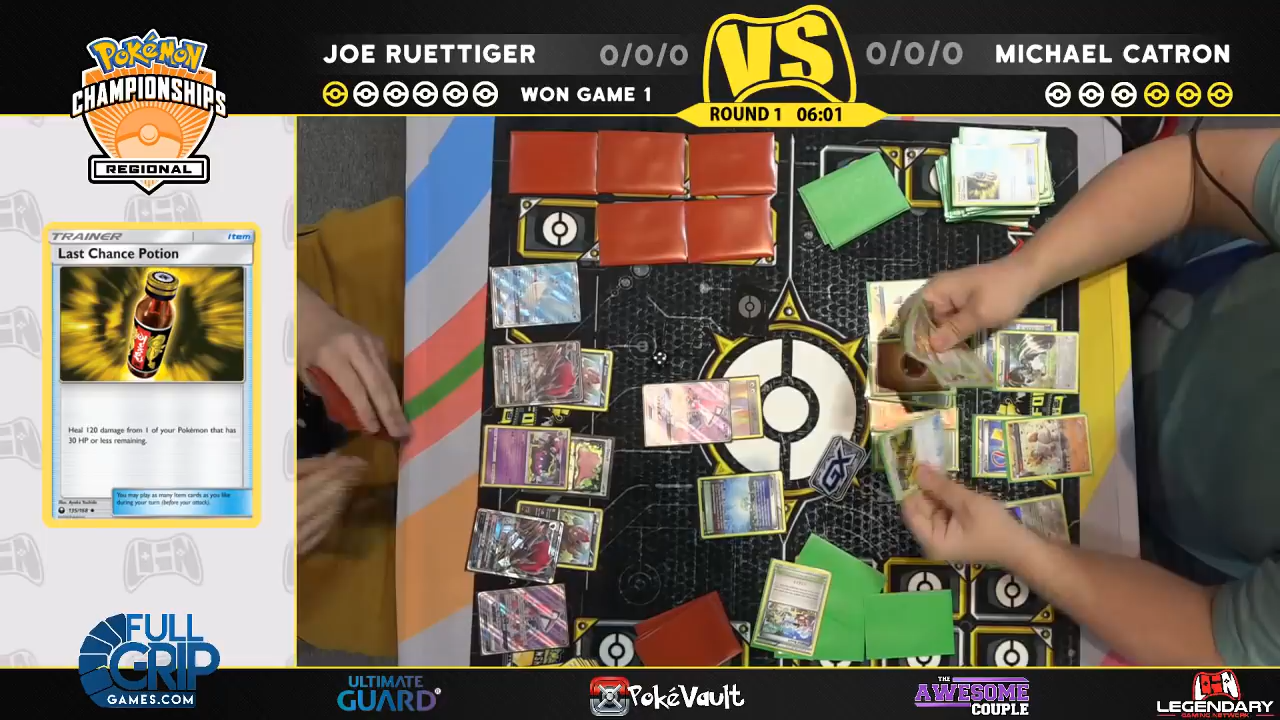 Pokémon
CHAMPIONSHIPS
REGIONAL
JOE RUETTIGER
0/0/0
VS
0/0/0
MICHAEL CATRON
WON GAME 1
ROUND 1 06:01
TRAINER
Item
Last Chance Potion
Heal 120 damage from 1 of your Pokémon that has
30 HP or less remaining.
You may play as many Item cards as you like
during your turn (before your attack).
135/168
GX
FULL
GRIP
GAMES.COM
ULTIMATE
GUARD
PokéVault
THE
AWESOME
COUPLE
LEGENDARY
GAMING NETWORK